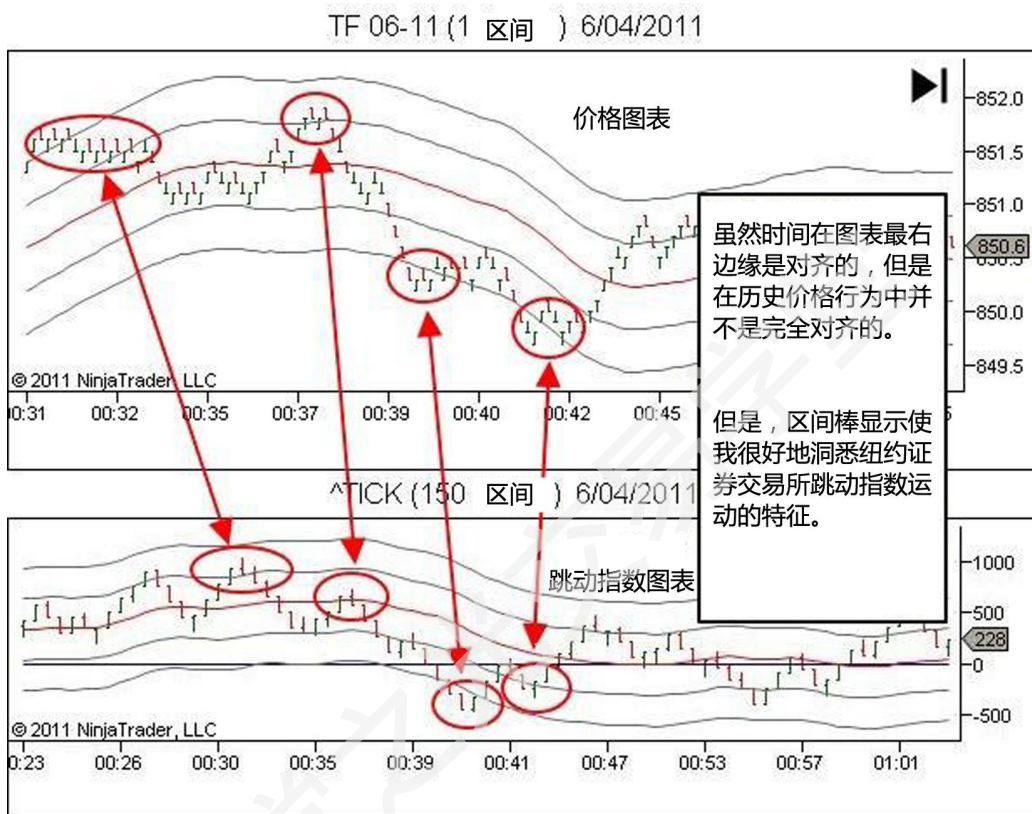 TF 06-11 (1 区间 ) 6/04/2011
价格图表
852.0
851.5
851.0
850.6
850.0
849.5
虽然时间在图表最右
边缘是对齐的，但是
在历史价格行为中并
不是完全对齐的。
但是，区间棒显示使
我很好地洞悉纽约证
券交易所跳动指数运
动的特征。
© 2011 NinjaTrader, LLC
0:31 00:32 00:35 00:37 00:39 00:40 00:42 00:45
^TICK (150 区间 ) 6/04/2011
跳动指数图表
1000
500
228
0
-500
© 2011 NinjaTrader, LLC
0:23 00:26 00:30 00:35 00:39 00:41 00:47 00:53 00:57 01:01